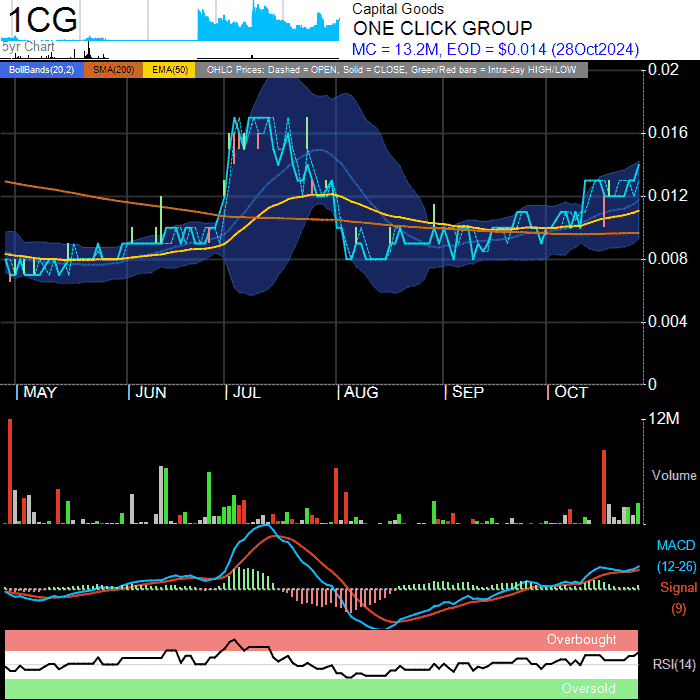 1CG
5yr Chart
Capital Goods
ONE CLICK GROUP
MC = 13.2M, EOD = $0.014 (28Oct2024)
BollBands(20,2) SMA(200) EMA(50) OHLC Prices: Dashed = OPEN, Solid = CLOSE, Green/Red bars = Intra-day HIGH/LOW
0.02
0.016
0.012
0.008
0.004
0
MAY JUN JUL AUG SEP OCT
12M
Volume
MACD
(12-26)
Signal
(9)
Overbought
RSI(14)
Oversold